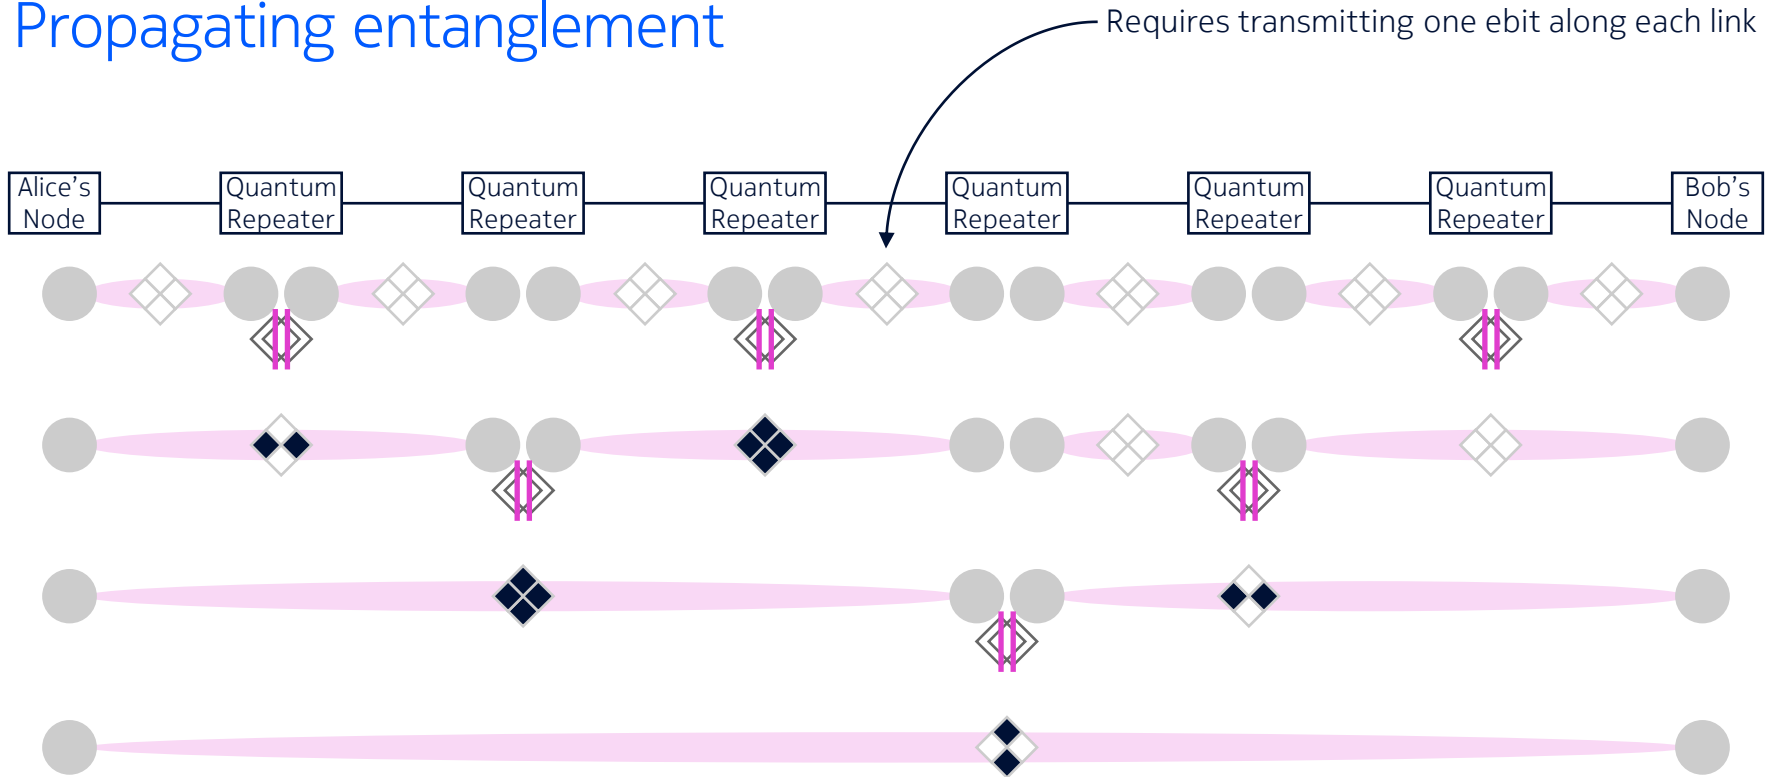 Propagating entanglement
Requires transmitting one ebit along each link
Alice’s
Node
Quantum
Repeater
Quantum
Repeater
Quantum
Repeater
Quantum
Repeater
Quantum
Repeater
Quantum
Repeater
Bob’s
Node